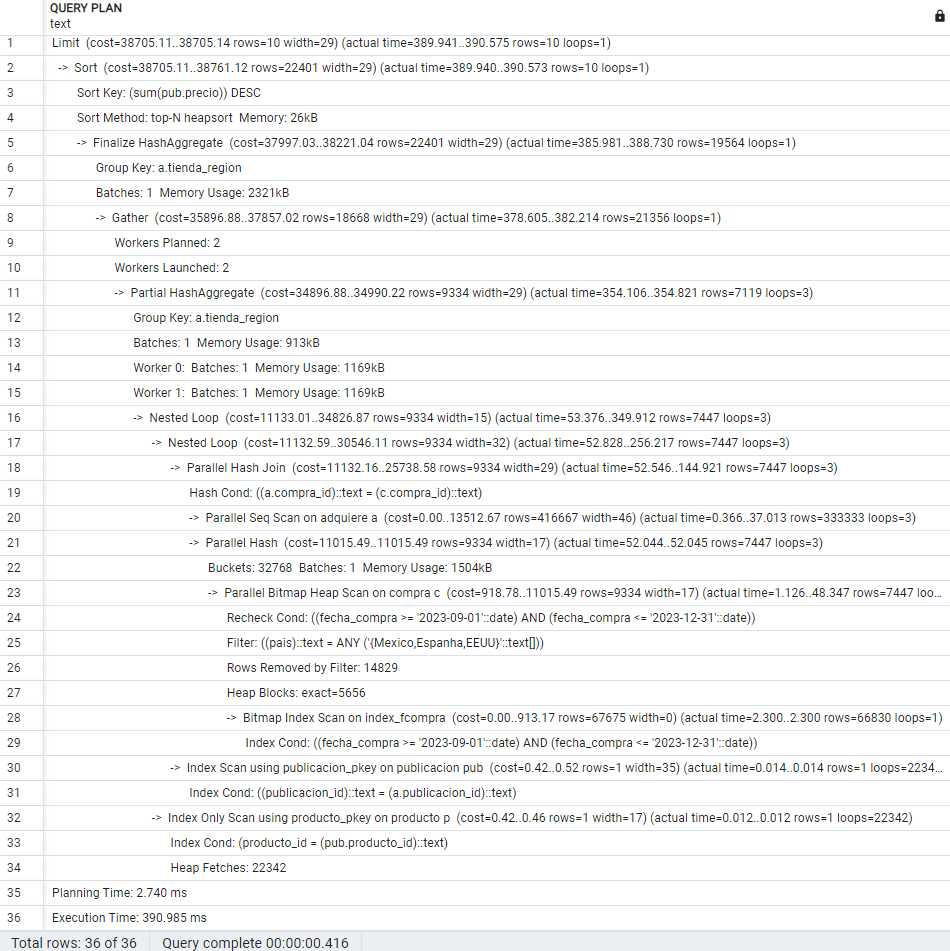 QUERY PLAN
text
1 Limit (cost=38705.11..38705.14 rows=10 width=29) (actual time=389.941..390.575 rows=10 loops=1)
2 -> Sort (cost=38705.11..38761.12 rows=22401 width=29) (actual time=389.940..390.573 rows=10 loops=1)
3 Sort Key: (sum(pub.precio)) DESC
4 Sort Method: top-N heapsort Memory: 26kB
5 -> Finalize HashAggregate (cost=37997.03..38221.04 rows=22401 width=29) (actual time=385.981..388.730 rows=19564 loops=1)
6 Group Key: a.tienda_region
7 Batches: 1 Memory Usage: 2321kB
8 -> Gather (cost=35896.88..37857.02 rows=18668 width=29) (actual time=378.605..382.214 rows=21356 loops=1)
9 Workers Planned: 2
10 Workers Launched: 2
11 -> Partial HashAggregate (cost=34896.88..34990.22 rows=9334 width=29) (actual time=354.106..354.821 rows=7119 loops=3)
12 Group Key: a.tienda_region
13 Batches: 1 Memory Usage: 913kB
14 Worker 0: Batches: 1 Memory Usage: 1169kB
15 Worker 1: Batches: 1 Memory Usage: 1169kB
16 -> Nested Loop (cost=11133.01..34826.87 rows=9334 width=15) (actual time=53.376..349.912 rows=7447 loops=3)
17 -> Nested Loop (cost=11132.59..30546.11 rows=9334 width=32) (actual time=52.828..256.217 rows=7447 loops=3)
18 -> Parallel Hash Join (cost=11132.16..25738.58 rows=9334 width=29) (actual time=52.546..144.921 rows=7447 loops=3)
19 Hash Cond: ((a.compra_id)::text = (c.compra_id)::text)
20 -> Parallel Seq Scan on adquiere a (cost=0.00..13512.67 rows=416667 width=46) (actual time=0.366..37.013 rows=333333 loops=3)
21 -> Parallel Hash (cost=11015.49..11015.49 rows=9334 width=17) (actual time=52.044..52.045 rows=7447 loops=3)
22 Buckets: 32768 Batches: 1 Memory Usage: 1504kB
23 -> Parallel Bitmap Heap Scan on compra c (cost=918.78..11015.49 rows=9334 width=17) (actual time=1.126..48.347 rows=7447 loo...
24 Recheck Cond: ((fecha_compra >= '2023-09-01'::date) AND (fecha_compra <= '2023-12-31'::date))
25 Filter: ((pais)::text = ANY ('{Mexico,Espanha,EEUU}'::text[]))
26 Rows Removed by Filter: 14829
27 Heap Blocks: exact=5656
28 -> Bitmap Index Scan on index_fcompra (cost=0.00..913.17 rows=67675 width=0) (actual time=2.300..2.300 rows=66830 loops=1)
29 Index Cond: ((fecha_compra >= '2023-09-01'::date) AND (fecha_compra <= '2023-12-31'::date))
30 -> Index Scan using publicacion_pkey on publicacion pub (cost=0.42..0.52 rows=1 width=35) (actual time=0.014..0.014 rows=1 loops=2234...
31 Index Cond: ((publicacion_id)::text = (a.publicacion_id)::text)
32 -> Index Only Scan using producto_pkey on producto p (cost=0.42..0.46 rows=1 width=17) (actual time=0.012..0.012 rows=1 loops=22342)
33 Index Cond: (producto_id = (pub.producto_id)::text)
34 Heap Fetches: 22342
35 Planning Time: 2.740 ms
36 Execution Time: 390.985 ms
Total rows: 36 of 36 Query complete 00:00:00.416